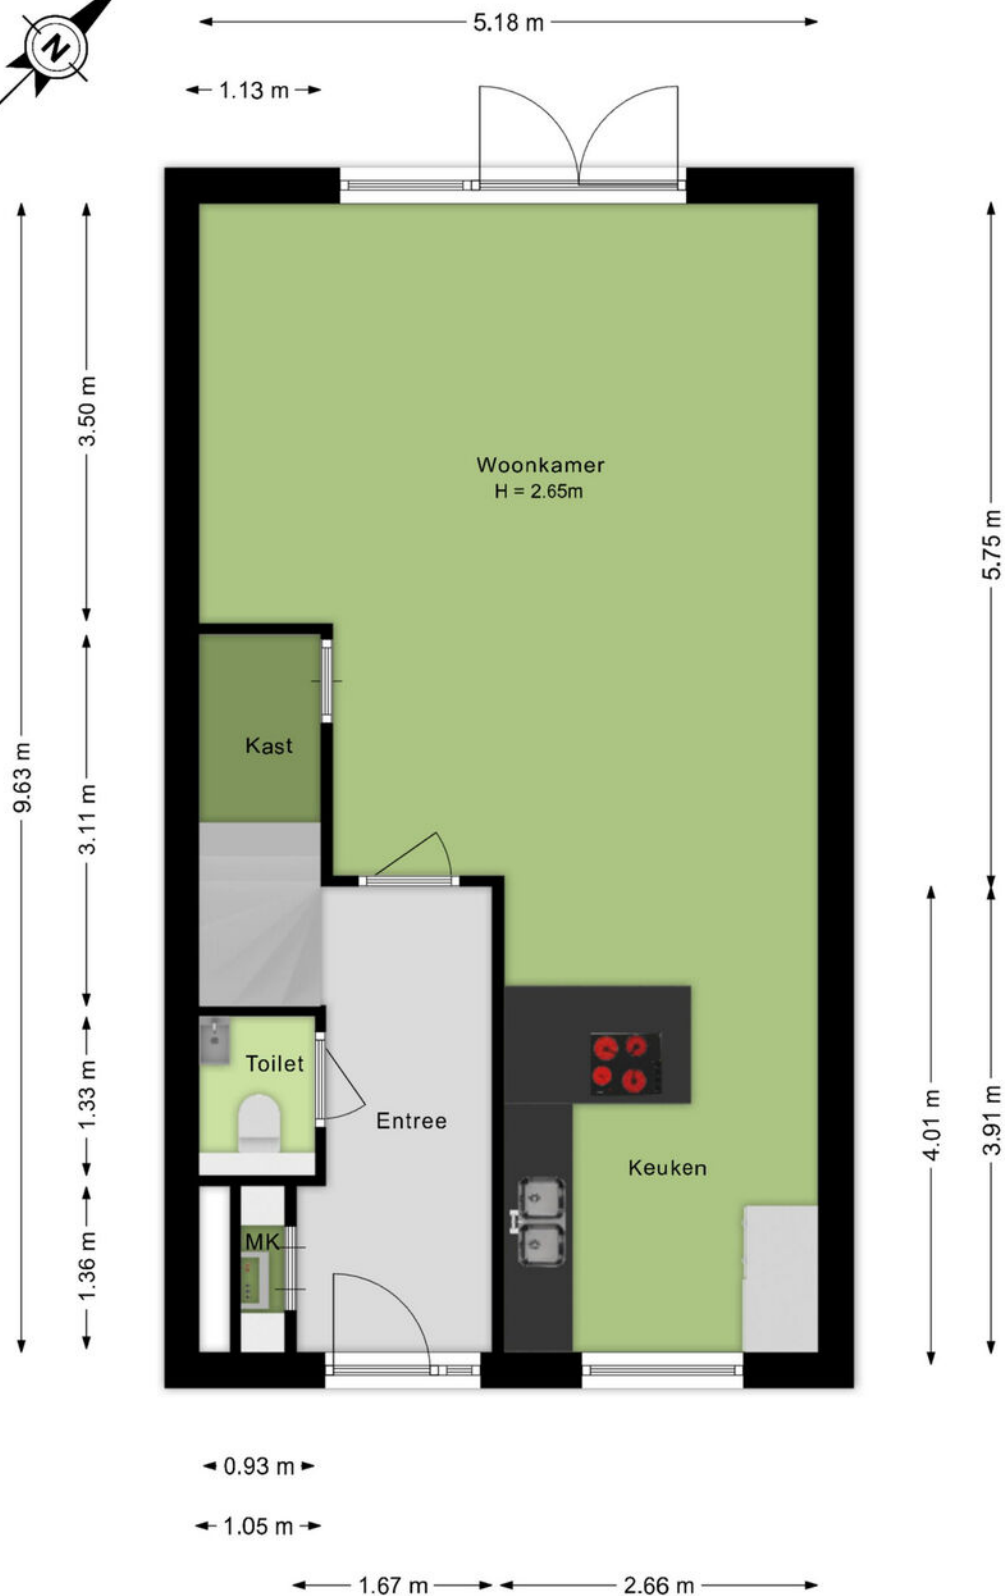 N
5.18 m
1.13 m
3.50 m
Woonkamer
H = 2.65m
5.75 m
9.63 m
3.11 m
Kast
1.33 m
Toilet
Entree
4.01 m
3.91 m
Keuken
1.36 m
MK
0.93 m
1.05 m
1.67 m
2.66 m